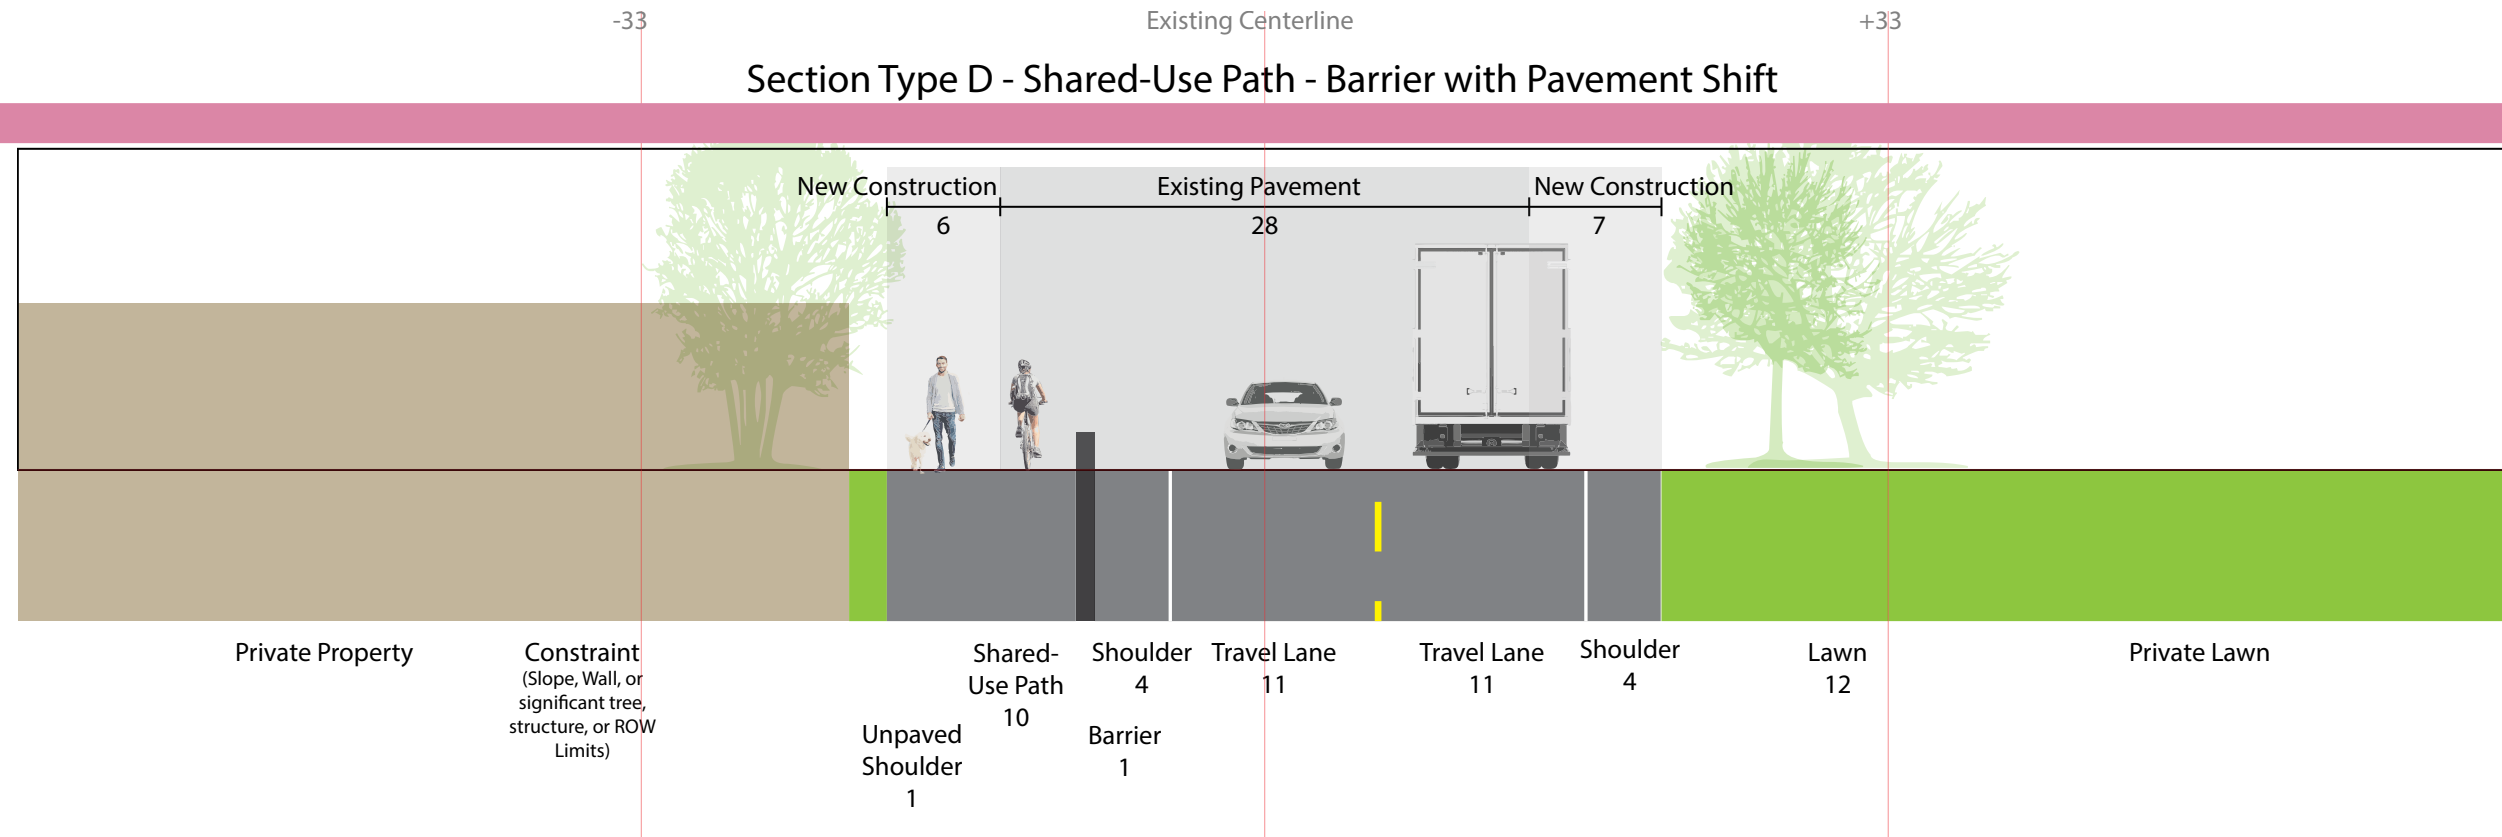 -33
Existing Centerline
+33
Section Type D - Shared-Use Path - Barrier with Pavement Shift
New Construction
Existing Pavement
New Construction
6
28
7
Private Property
Constraint
(Slope, Wall, or
significant tree,
structure, or ROW
Limits)
Unpaved
Shoulder
1
Shared-
Use Path
10
Barrier
1
Shoulder
4
Travel Lane
11
Travel Lane
11
Shoulder
4
Lawn
12
Private Lawn